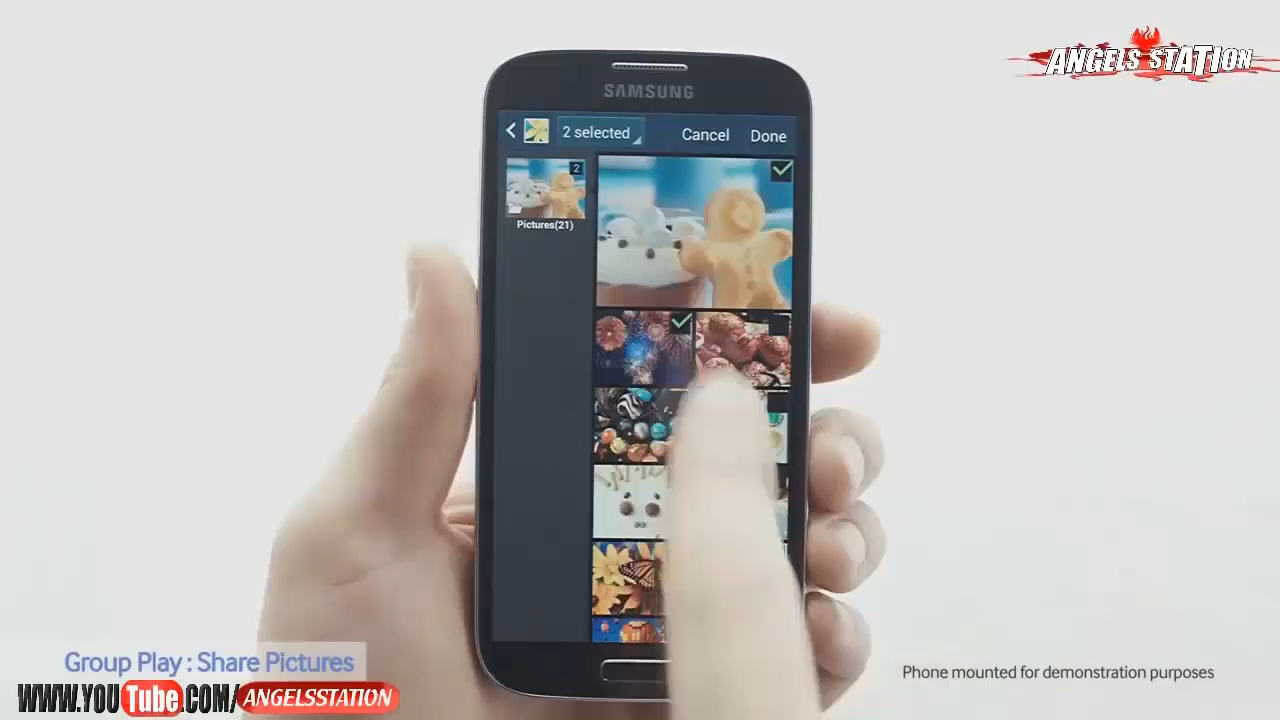 ANGELS STATION
SAMSUNG
2 selected
Cancel
Done
2
Pictures(21)
Group Play : Share Pictures
Phone mounted for demonstration purposes
WWW.YOUTube.COM/ANGELSSTATION